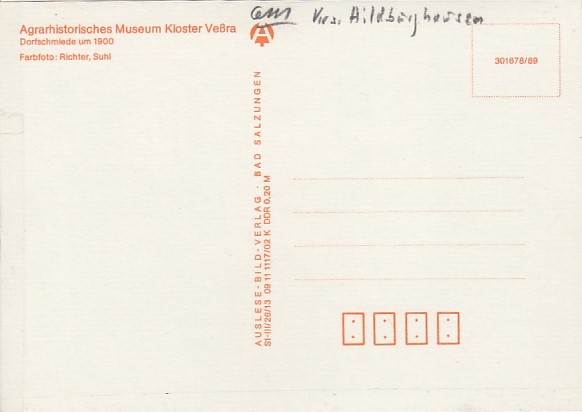 Agrarhistorisches Museum Kloster Veßra
Dorfschmiede um 1900
Farbfoto: Richter, Suhl
Krs. Hildburghausen
A
301678/89
AUSLESE-BILD-VERLAG · BAD SALZUNGEN
St-III/26/13 09 11 1117/02 K DDR 0,20 M